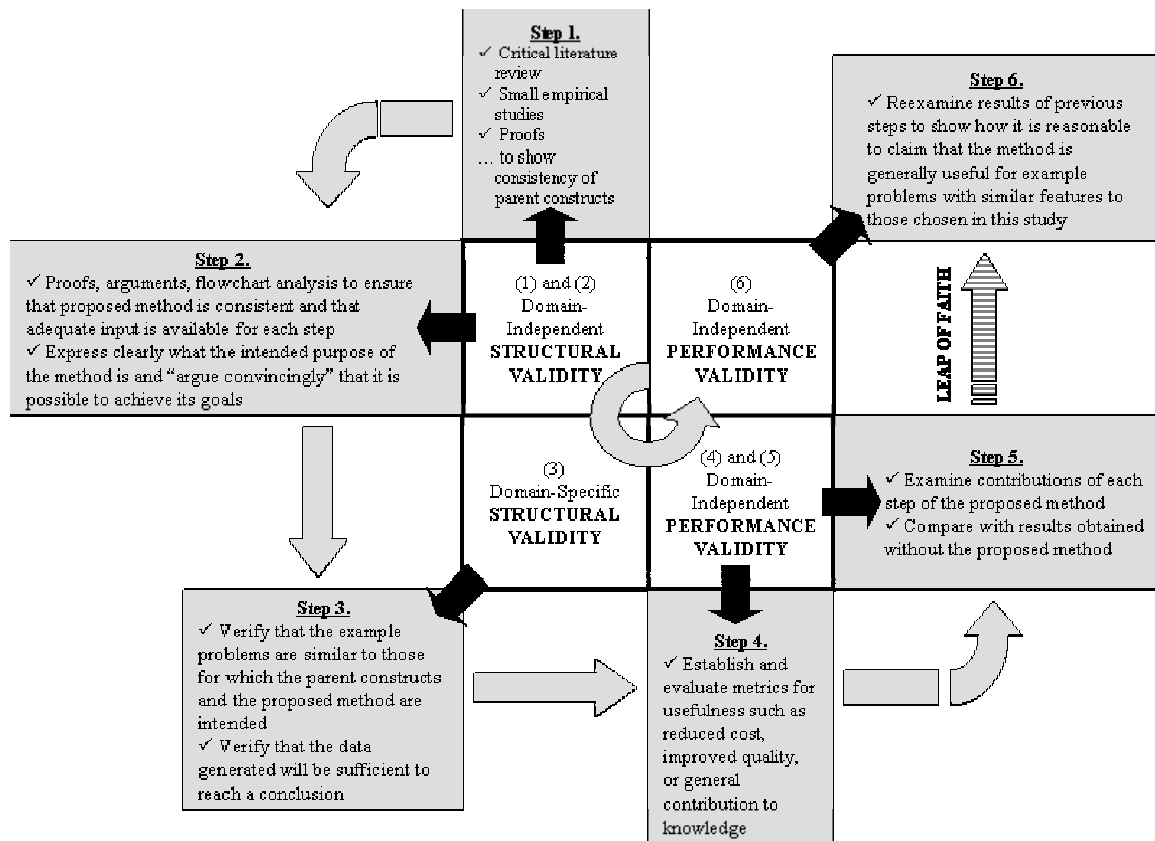 Step 1.
✓ Critical literature
review
✓ Small empirical
studies
✓ Proofs
… to show
consistency of
parent constructs
Step 6.
✓ Reexamine results of previous
steps to show how it is reasonable
to claim that the method is
generally useful for example
problems with similar features to
those chosen in this study
Step 2.
✓ Proofs, arguments, flowchart analysis to ensure
that proposed method is consistent and that
adequate input is available for each step
✓ Express clearly what the intended purpose of
the method is and “argue convincingly” that it is
possible to achieve its goals
(1) and (2)
Domain-
Independent
STRUCTURAL
VALIDITY
(6)
Domain-
Independent
PERFORMANCE
VALIDITY
LEAP OF FAITH
(3)
Domain-Specific
STRUCTURAL
VALIDITY
(4) and (5)
Domain-
Independent
PERFORMANCE
VALIDITY
Step 5.
✓ Examine contributions of each
step of the proposed method
✓ Compare with results obtained
without the proposed method
Step 3.
✓ Verify that the example
problems are similar to those
for which the parent constructs
and the proposed method are
intended
✓ Verify that the data
generated will be sufficient to
reach a conclusion
Step 4.
✓ Establish and
evaluate metrics for
usefulness such as
reduced cost,
improved quality,
or general
contribution to
knowledge